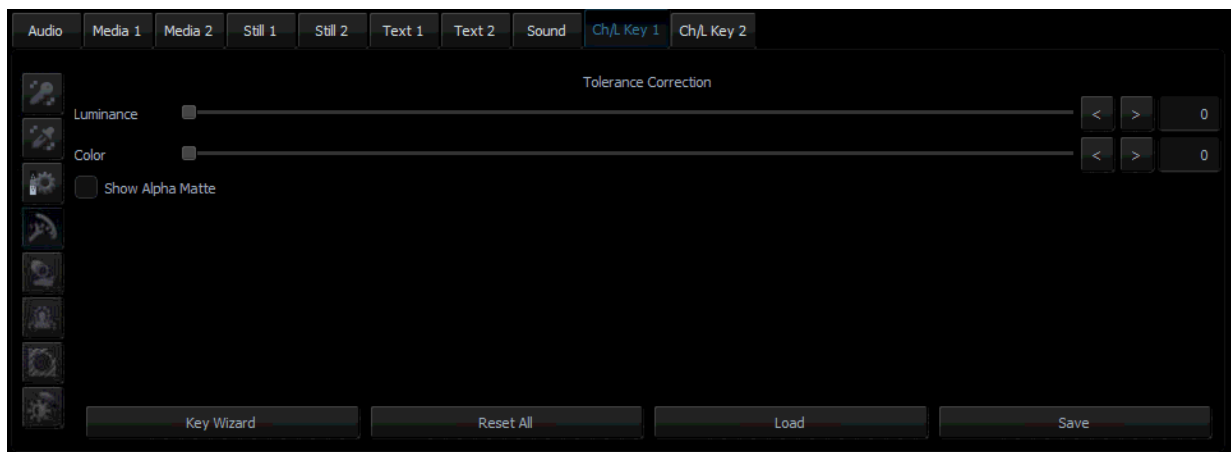 Audio Media 1 Media 2 Still 1 Still 2 Text 1 Text 2 Sound Ch/L Key 1 Ch/L Key 2
Tolerance Correction
Luminance < > 0
Color < > 0
Show Alpha Matte
Key Wizard Reset All Load Save